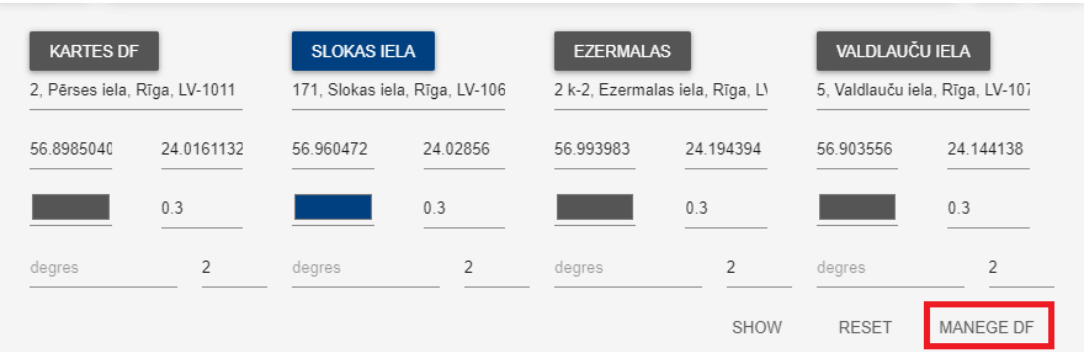 KARTES DF SLOKAS IELA EZERMALAS VALDLAUČU IELA
2, Pērses iela, Rīga, LV-1011 171, Slokas iela, Rīga, LV-106 2 k-2, Ezermalas iela, Rīga, L 5, Valdlauču iela, Rīga, LV-107
56.8985040 24.0161132 56.960472 24.02856 56.993983 24.194394 56.903556 24.144138
0.3 0.3 0.3 0.3
degres 2 degres 2 degres 2 degres 2
SHOW RESET MANEGE DF